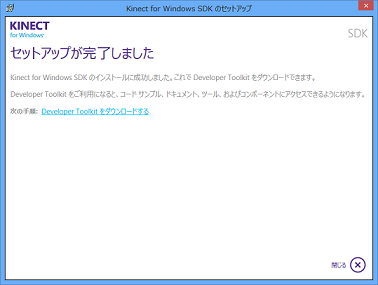 Kinect for Windows SDK のセットアップ
KINECT
for Windows
SDK
セットアップが完了しました
Kinect for Windows SDK のインストールに成功しました。これで Developer Toolkit をダウンロードできます。
Developer Toolkit をご利用になると、コード サンプル、ドキュメント、ツール、およびコンポーネントにアクセスできるようになります。
次の手順: Developer Toolkit をダウンロードする
閉じる